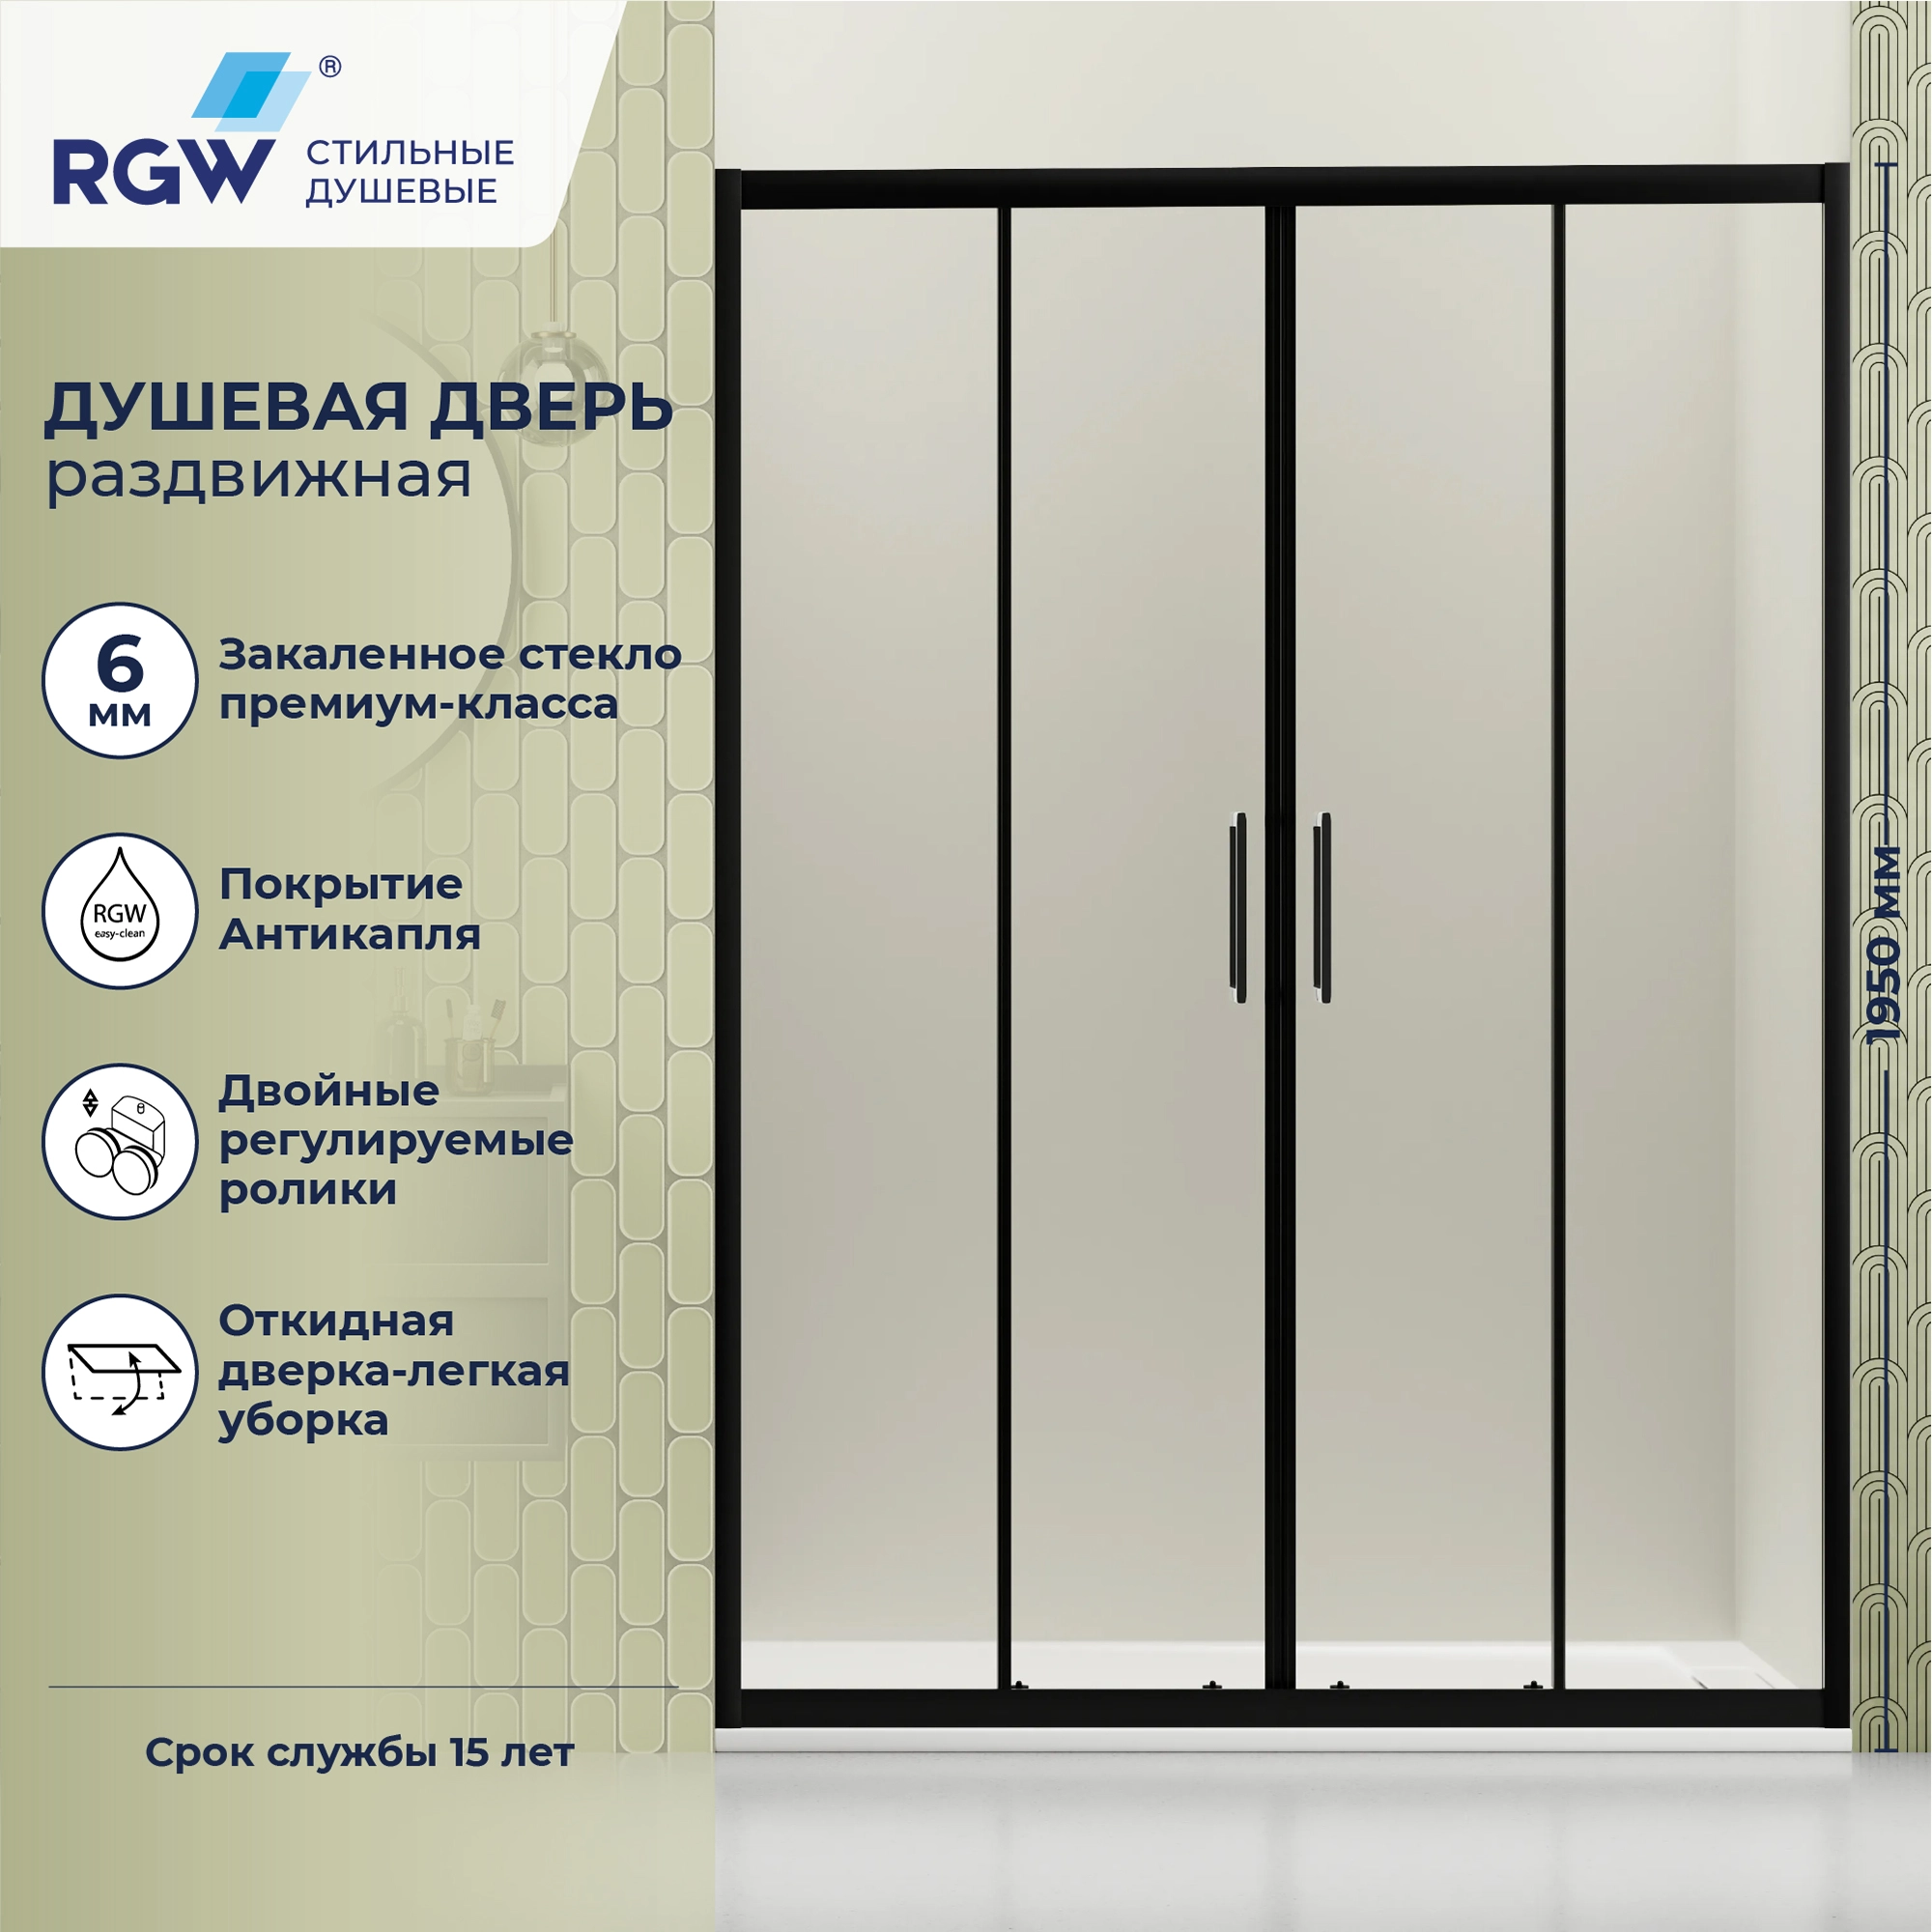 ®
RGW
СТИЛЬНЫЕ
ДУШЕВЫЕ
ДУШЕВАЯ ДВЕРЬ
раздвижная
6
мм
Закаленное стекло
премиум-класса
RGW
easy-clean
Покрытие
Антикапля
Двойные
регулируемые
ролики
Откидная
дверка-легкая
уборка
Срок службы 15 лет
1950 мм